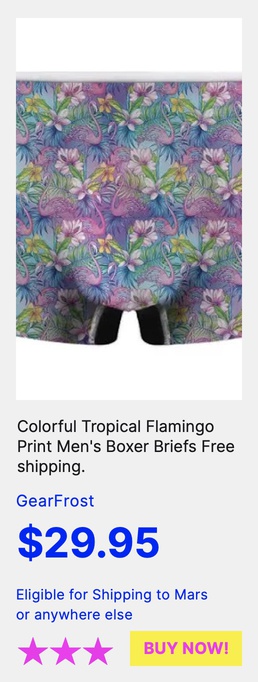 Colorful Tropical Flamingo
Print Men's Boxer Briefs Free
shipping.
GearFrost
$29.95
Eligible for Shipping to Mars
or anywhere else
BUY NOW!